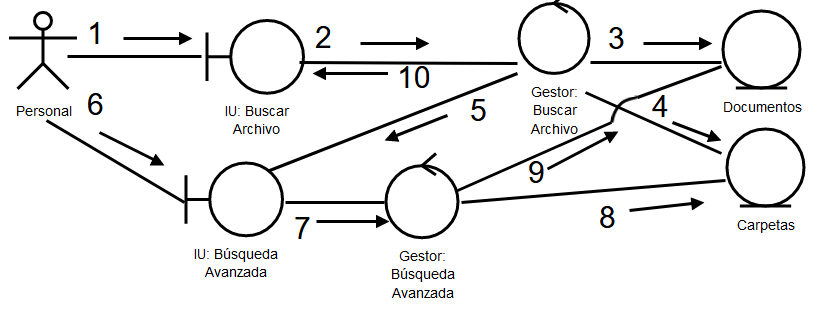 1
2
3
10
Personal
6
IU: Buscar
Archivo
5
Gestor:
Buscar
Archivo
4
Documentos
9
7
8
Carpetas
IU: Búsqueda
Avanzada
Gestor:
Búsqueda
Avanzada